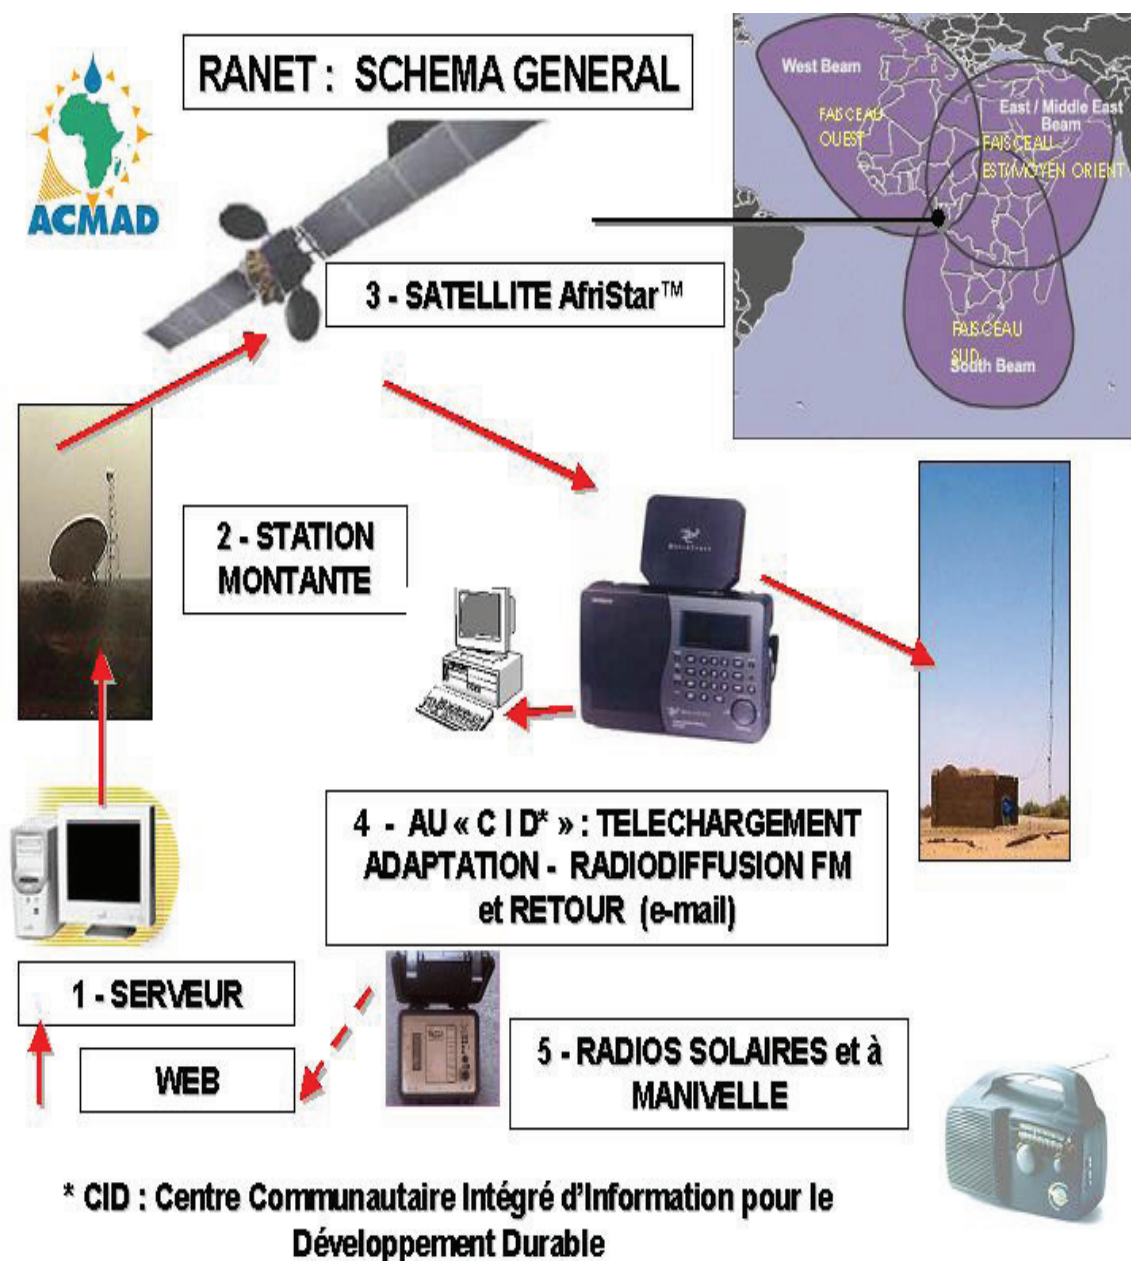 RANET : SCHEMA GENERAL
ACMAD
West Beam
East / Middle East
Beam
FAISCEAU
OUEST
FAISCEAU
EST/MOYEN ORIENT
3 - SATELLITE AfriStar™
FAISCEAU
SUD
South Beam
2 - STATION
MONTANTE
4 - AU « C I D* » : TELECHARGEMENT
ADAPTATION - RADIODIFFUSION FM
et RETOUR (e-mail)
1 - SERVEUR
WEB
5 - RADIOS SOLAIRES et à
MANIVELLE
* CID : Centre Communautaire Intégré d’Information pour le
Développement Durable